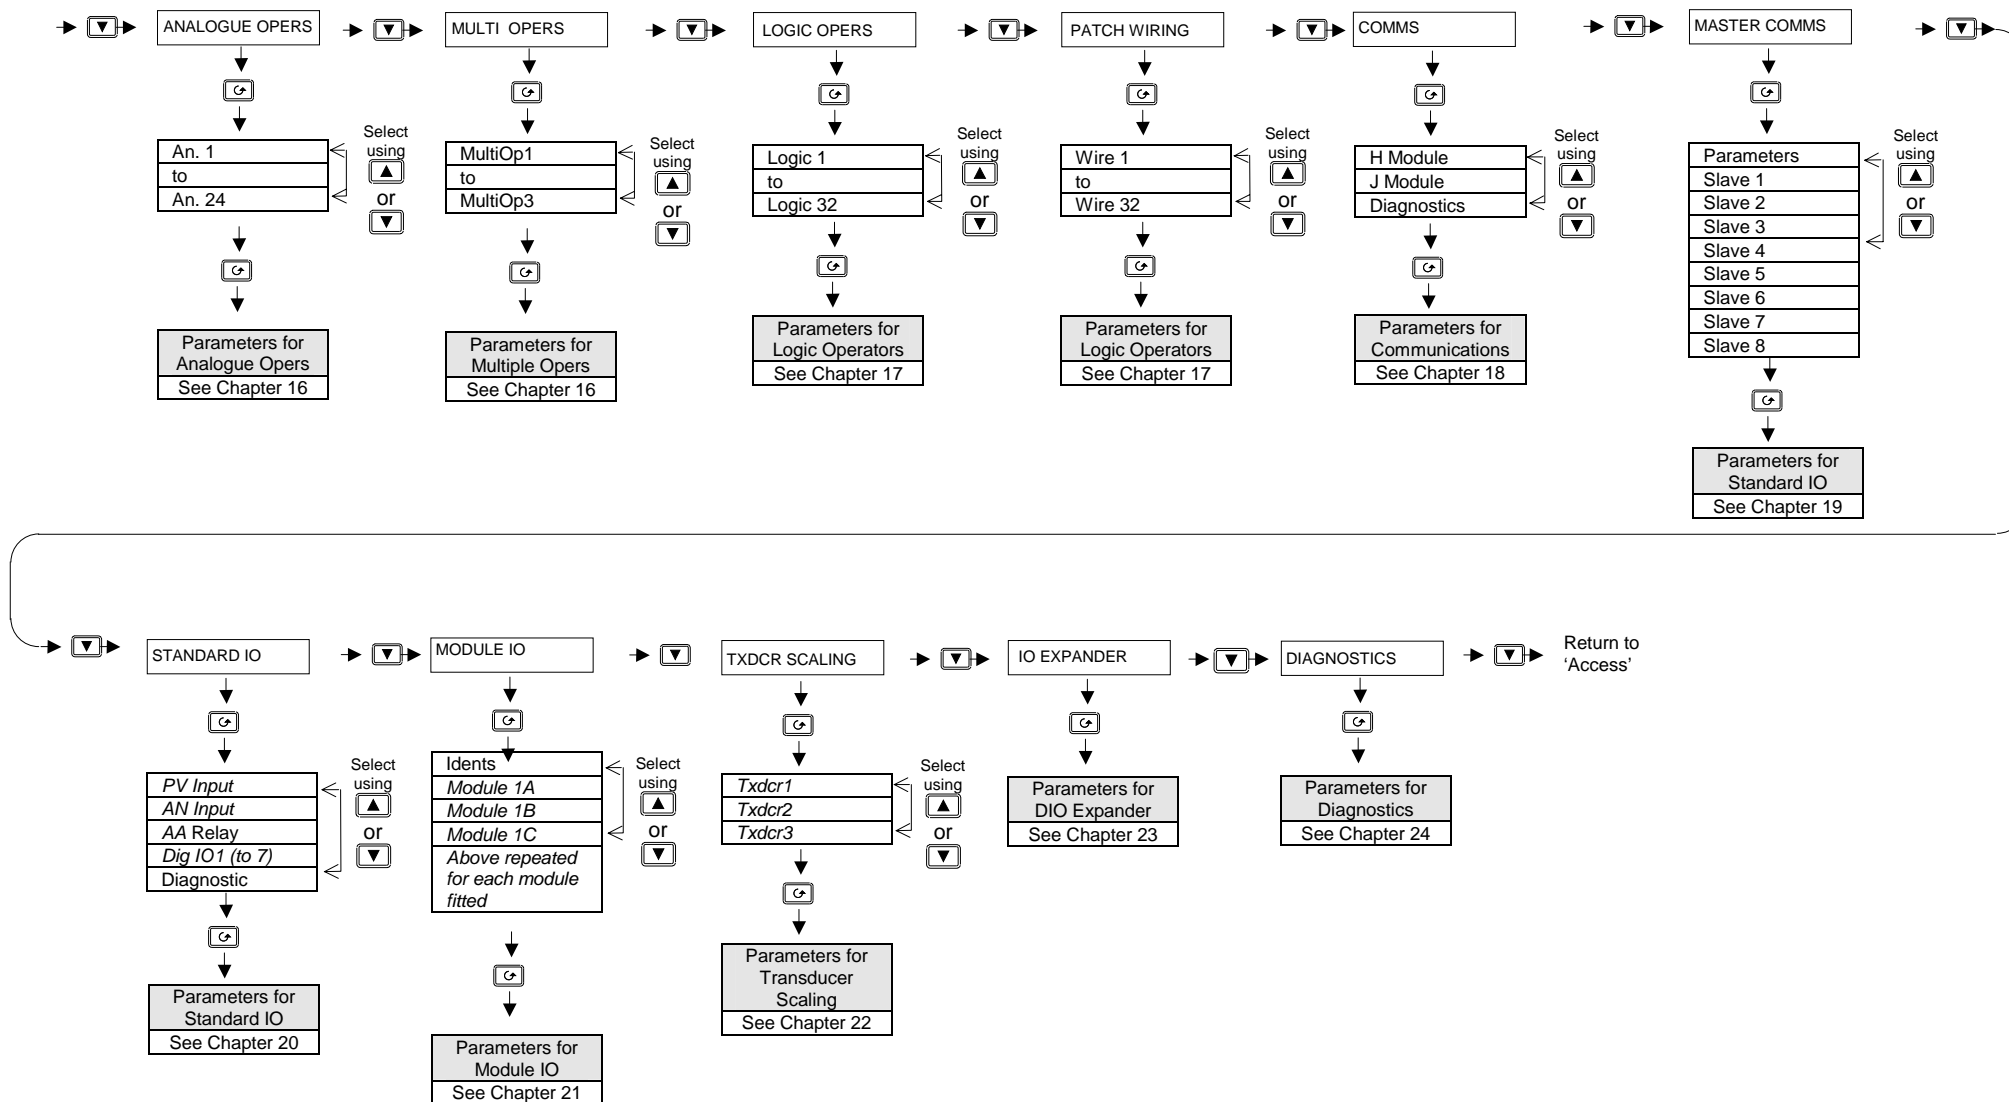 ANALOGUE OPERS
An. 1
to
An. 24
Select
using
or
Parameters for
Analogue Opers
See Chapter 16
MULTI OPERS
MultiOp1
to
MultiOp3
Select
using
or
Parameters for
Multiple Opers
See Chapter 16
LOGIC OPERS
Logic 1
to
Logic 32
Select
using
or
Parameters for
Logic Operators
See Chapter 17
PATCH WIRING
Wire 1
to
Wire 32
Select
using
or
Parameters for
Logic Operators
See Chapter 17
COMMS
H Module
J Module
Diagnostics
Select
using
or
Parameters for
Communications
See Chapter 18
MASTER COMMS
Parameters
Slave 1
Slave 2
Slave 3
Slave 4
Slave 5
Slave 6
Slave 7
Slave 8
Select
using
or
Parameters for
Standard IO
See Chapter 19
STANDARD IO
PV Input
AN Input
AA Relay
Dig IO1 (to 7)
Diagnostic
Select
using
or
Parameters for
Standard IO
See Chapter 20
MODULE IO
Idents
Module 1A
Module 1B
Module 1C
Above repeated
for each module
fitted
Select
using
or
Parameters for
Module IO
See Chapter 21
TXDCR SCALING
Txdcr1
Txdcr2
Txdcr3
Select
using
or
Parameters for
Transducer
Scaling
See Chapter 22
IO EXPANDER
Parameters for
DIO Expander
See Chapter 23
DIAGNOSTICS
Parameters for
Diagnostics
See Chapter 24
Return to
‘Access’